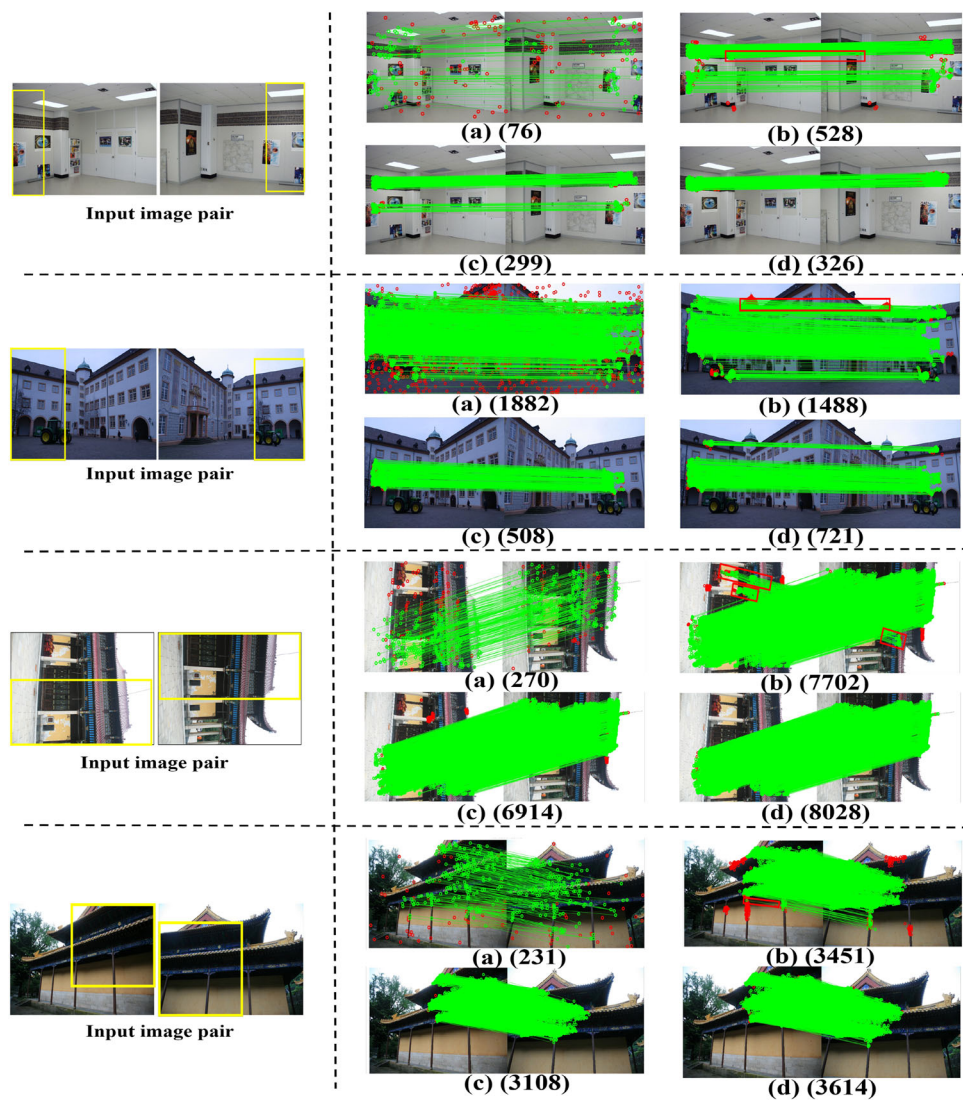 (a) (76)
(b) (528)
Input image pair
(c) (299)
(d) (326)
(a) (1882)
(b) (1488)
Input image pair
(c) (508)
(d) (721)
(a) (270)
(b) (7702)
Input image pair
(c) (6914)
(d) (8028)
(a) (231)
(b) (3451)
Input image pair
(c) (3108)
(d) (3614)